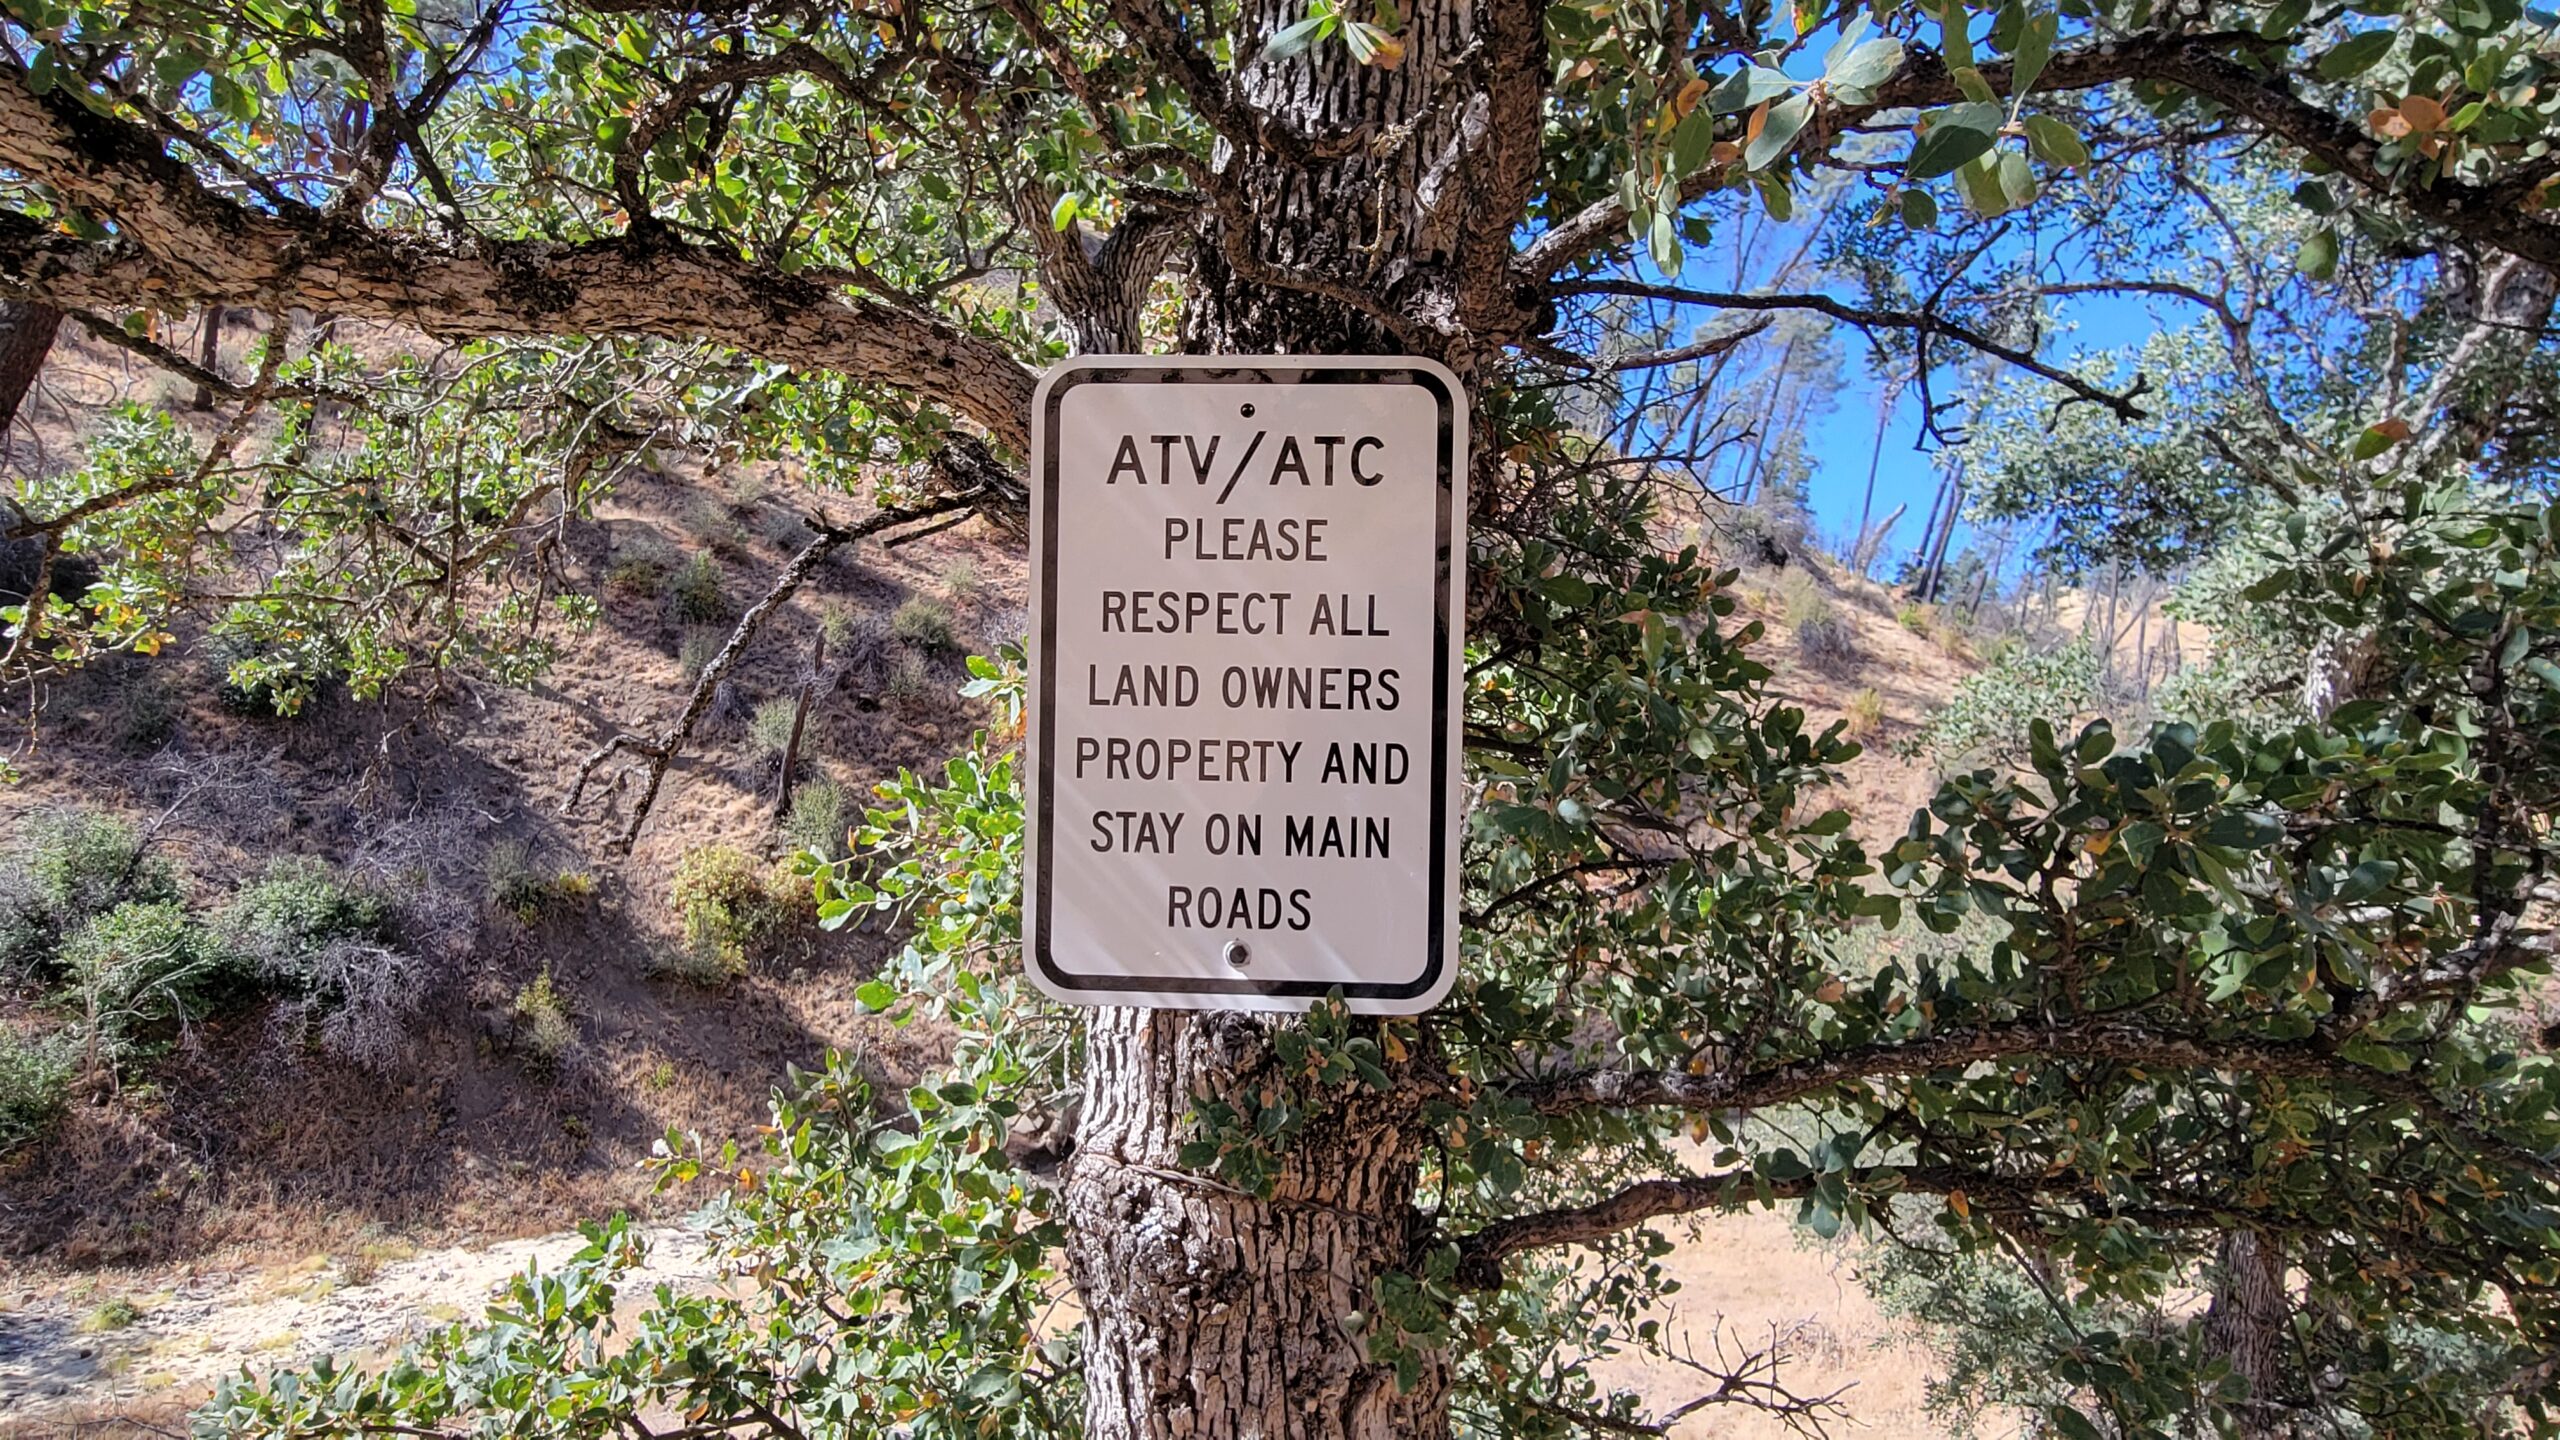 ATV/ATC
PLEASE
RESPECT ALL
LAND OWNERS
PROPERTY AND
STAY ON MAIN
ROADS